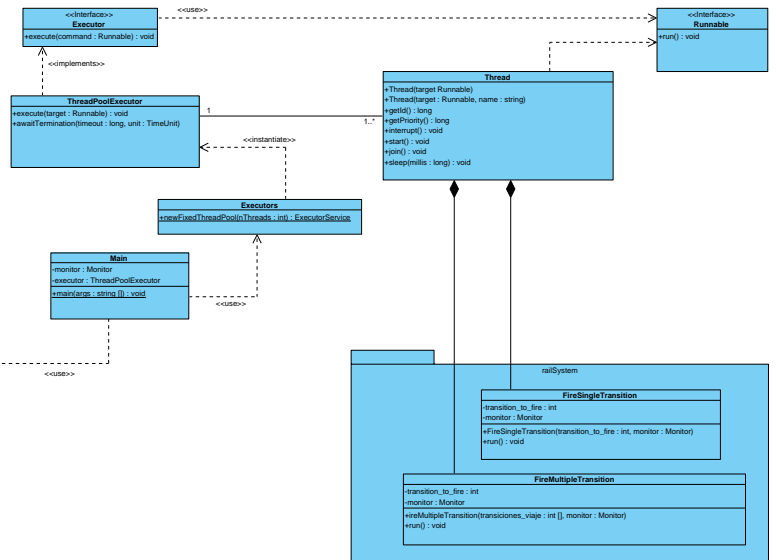 <<Interface>>
Executor
+execute(command : Runnable) : void
<<use>>
<<Interface>>
Runnable
+run() : void
<<implements>>
ThreadPoolExecutor
+execute(target : Runnable) : void
+awaitTermination(timeout : long, unit : TimeUnit)
1
1..*
Thread
+Thread(target Runnable)
+Thread(target : Runnable, name : string)
+getId() : long
+getPriority() : long
+interrupt() : void
+start() : void
+join() : void
+sleep(millis : long) : void
<<instantiate>>
Executors
+newFixedThreadPool(nThreads : int) : ExecutorService
Main
-monitor : Monitor
-executor : ThreadPoolExecutor
+main(args : string []) : void
<<use>>
<<use>>
railSystem
FireSingleTransition
-transition_to_fire : int
-monitor : Monitor
+FireSingleTransition(transition_to_fire : int, monitor : Monitor)
+run() : void
FireMultipleTransition
-transition_to_fire : int
-monitor : Monitor
+ireMultipleTransition(transiciones_viaje : int [], monitor : Monitor)
+run() : void